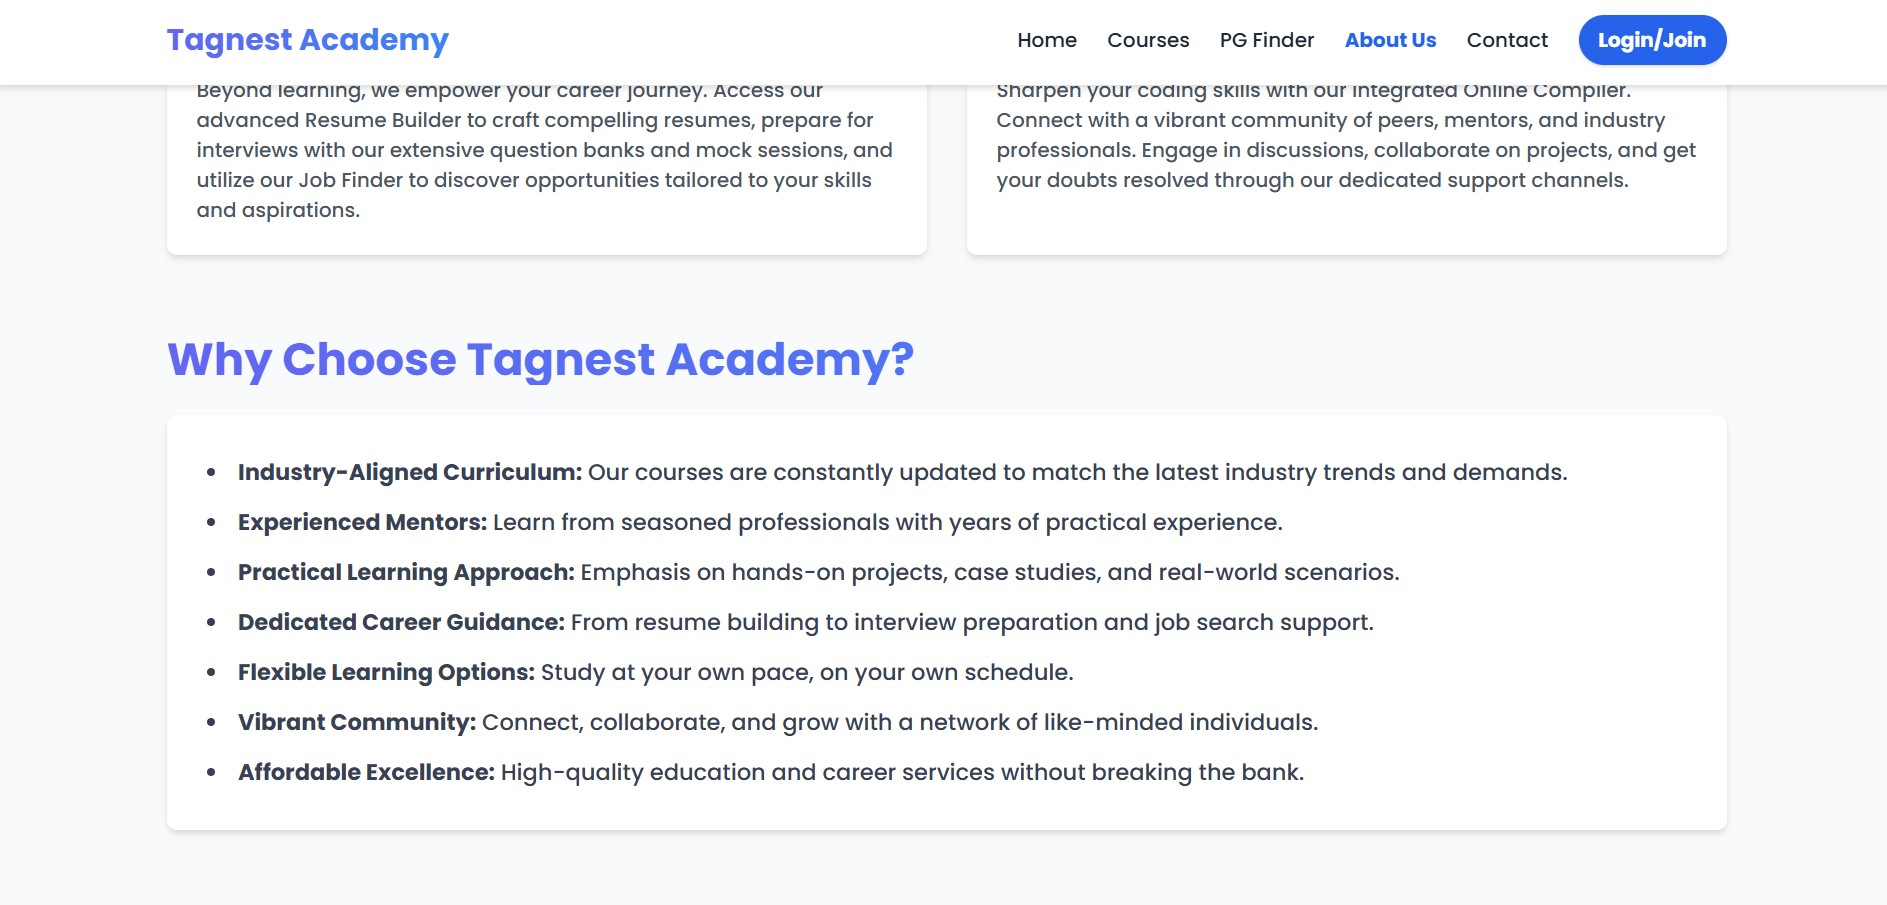 Tagnest Academy
Home Courses PG Finder About Us Contact Login/Join
Beyond learning, we empower your career journey. Access our
advanced Resume Builder to craft compelling resumes, prepare for
interviews with our extensive question banks and mock sessions, and
utilize our Job Finder to discover opportunities tailored to your skills
and aspirations.
Sharpen your coding skills with our integrated Online Compiler.
Connect with a vibrant community of peers, mentors, and industry
professionals. Engage in discussions, collaborate on projects, and get
your doubts resolved through our dedicated support channels.
Why Choose Tagnest Academy?
• Industry-Aligned Curriculum: Our courses are constantly updated to match the latest industry trends and demands.
• Experienced Mentors: Learn from seasoned professionals with years of practical experience.
• Practical Learning Approach: Emphasis on hands-on projects, case studies, and real-world scenarios.
• Dedicated Career Guidance: From resume building to interview preparation and job search support.
• Flexible Learning Options: Study at your own pace, on your own schedule.
• Vibrant Community: Connect, collaborate, and grow with a network of like-minded individuals.
• Affordable Excellence: High-quality education and career services without breaking the bank.